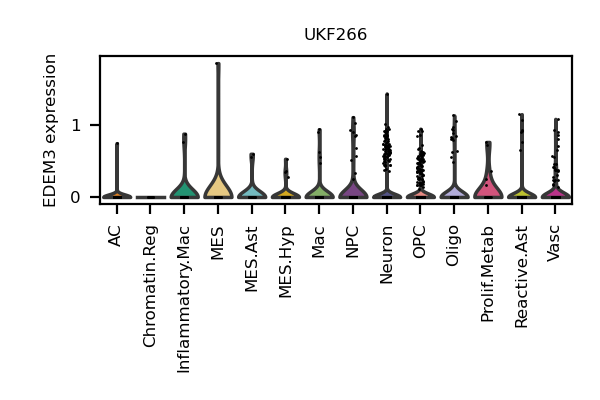 UKF266
EDEM3 expression
1
0
AC
Chromatin.Reg
Inflammatory.Mac
MES
MES.Ast
MES.Hyp
Mac
NPC
Neuron
OPC
Oligo
Prolif.Metab
Reactive.Ast
Vasc